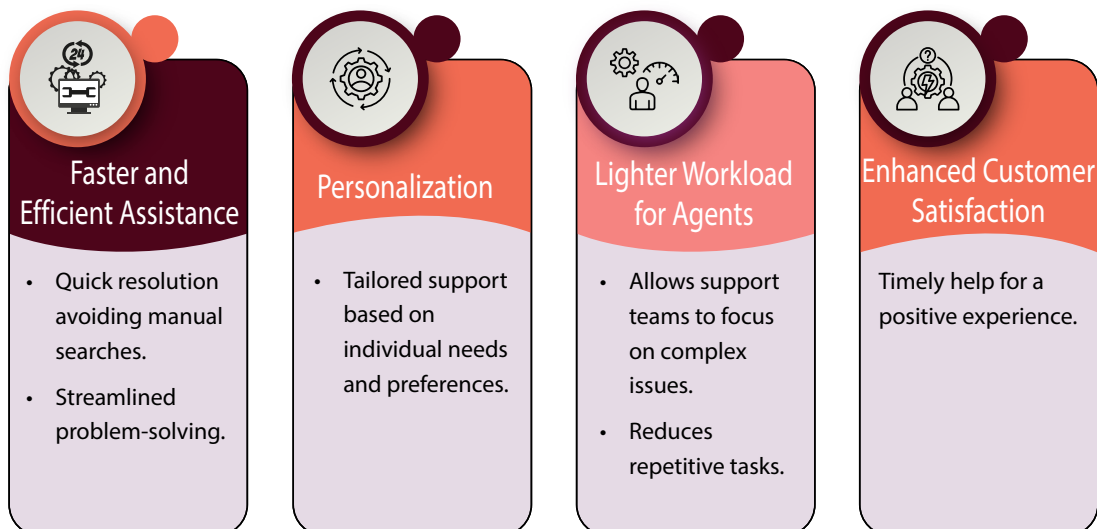 24
Faster and
Efficient Assistance
• Quick resolution
avoiding manual
searches.
• Streamlined
problem-solving.
Personalization
• Tailored support
based on
individual needs
and preferences.
Lighter Workload
for Agents
• Allows support
teams to focus
on complex
issues.
• Reduces
repetitive tasks.
?
Enhanced Customer
Satisfaction
Timely help for a
positive experience.